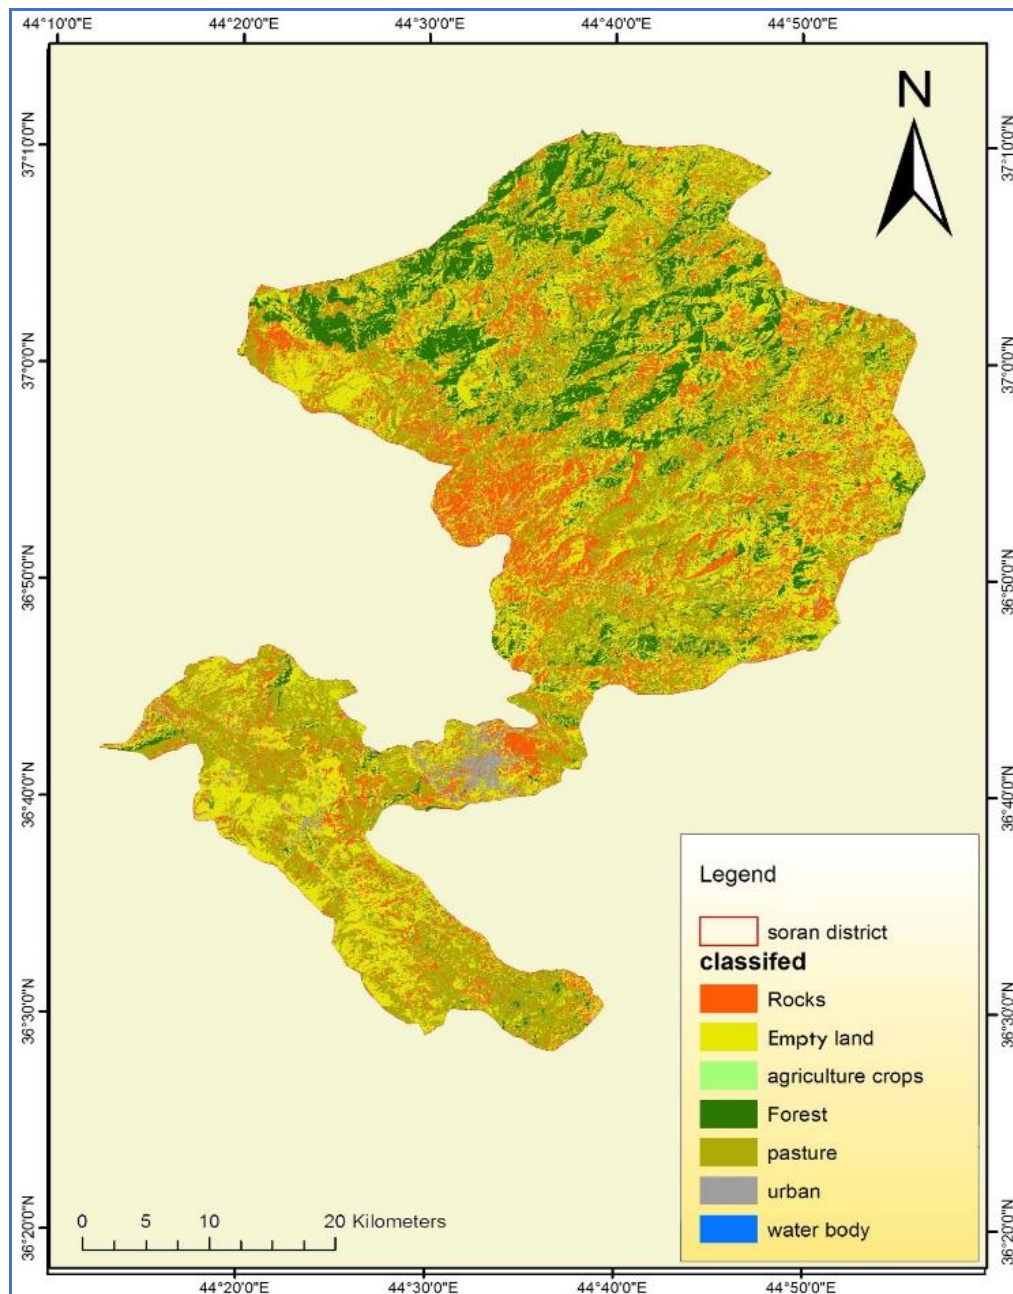 44°10'0"E 44°20'0"E 44°30'0"E 44°40'0"E 44°50'0"E
N
37°10'0"N 37°10'0"N
37°0'0"N 37°0'0"N
36°50'0"N 36°50'0"N
36°40'0"N 36°40'0"N
Legend
soran district
classifed
Rocks
Empty land
agriculture crops
Forest
pasture
urban
water body
36°30'0"N 36°30'0"N
0 5 10 20 Kilometers
36°20'0"N 36°20'0"N
44°20'0"E 44°30'0"E 44°40'0"E 44°50'0"E